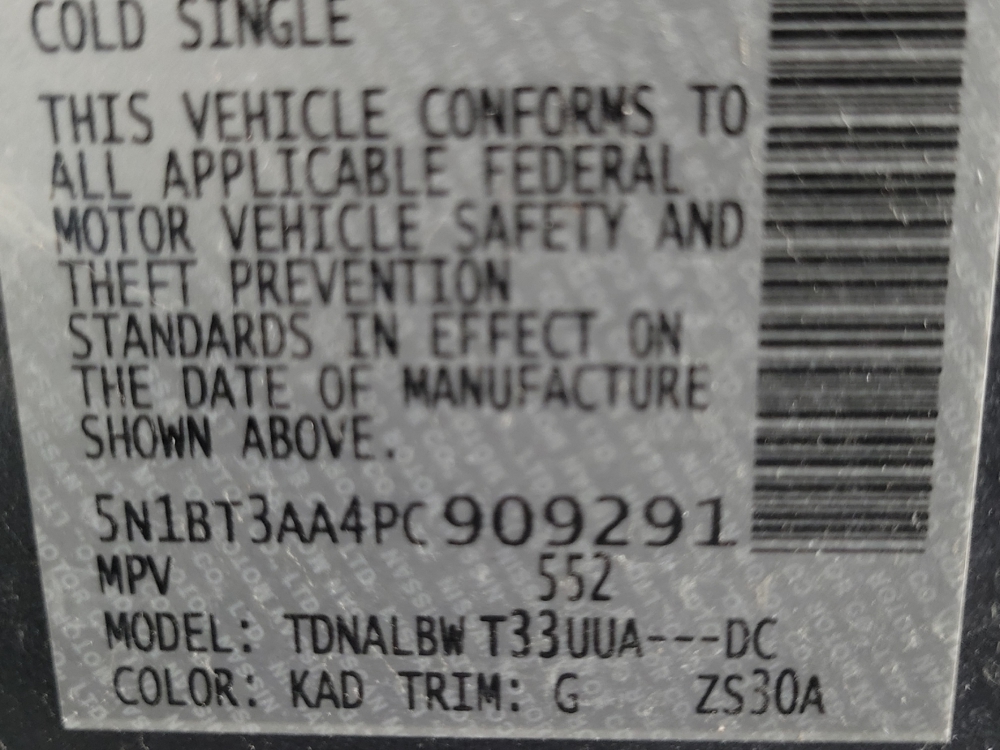 COLD SINGLE
THIS VEHICLE CONFORMS TO
ALL APPLICABLE FEDERAL
MOTOR VEHICLE SAFETY AND
THEFT PREVENTION
STANDARDS IN EFFECT ON
THE DATE OF MANUFACTURE
SHOWN ABOVE.
5N1BT3AA4PC909291
MPV 552
MODEL: TDNALBW T33UUA---DC
COLOR: KAD TRIM: G ZS30A